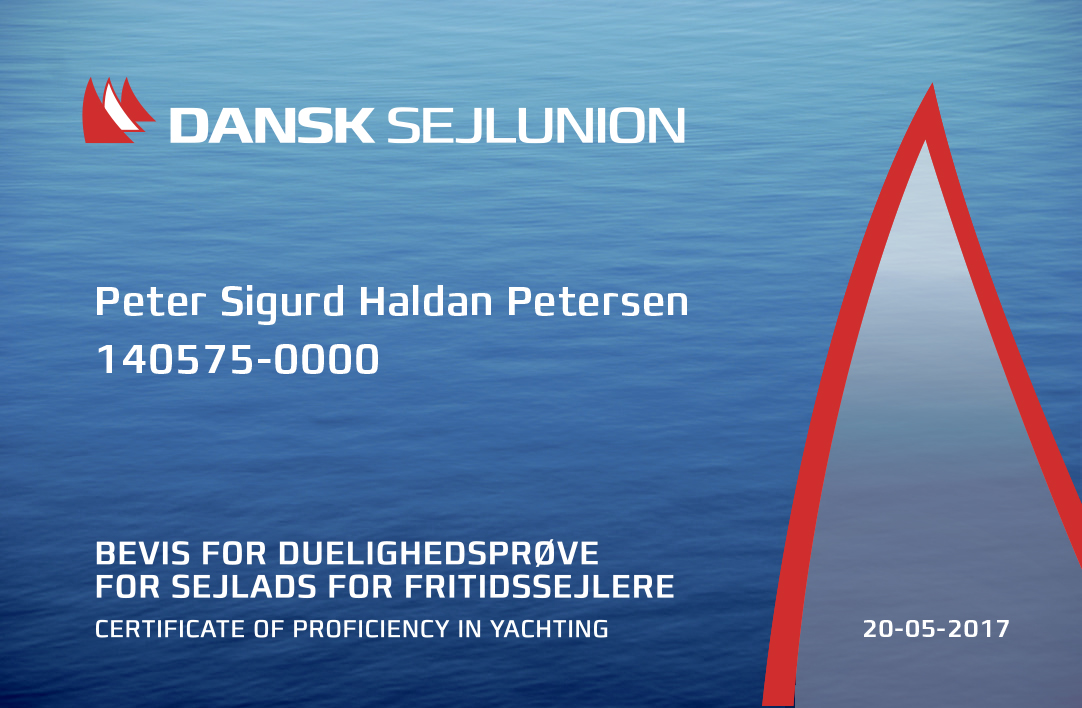 DANSK SEJLUNION
Peter Sigurd Haldan Petersen
140575-0000
BEVIS FOR DUELIGHEDSPRØVE
FOR SEJLADS FOR FRITIDSSEJLERE
CERTIFICATE OF PROFICIENCY IN YACHTING
20-05-2017